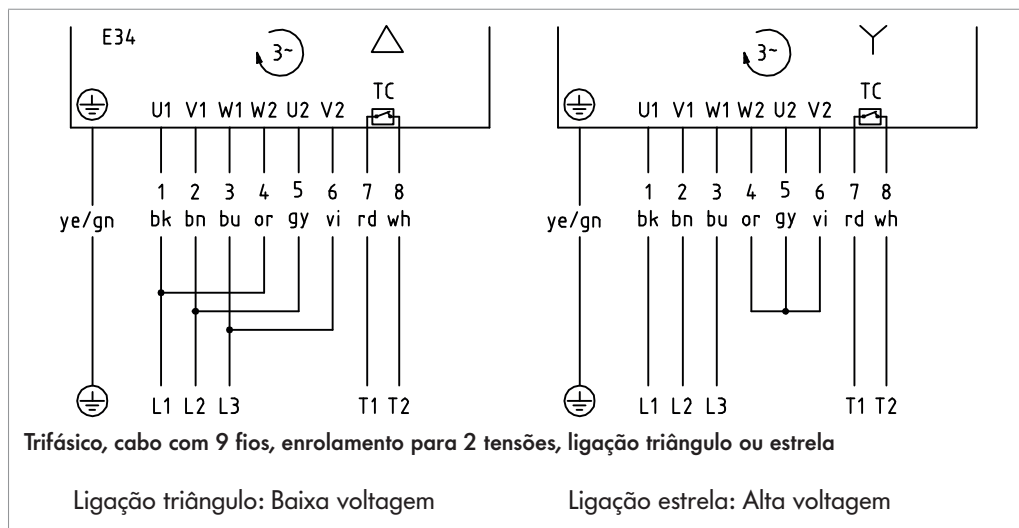 E34 3~ 3~
TC TC
U1 V1 W1 W2 U2 V2 U1 V1 W1 W2 U2 V2
1 2 3 4 5 6 7 8 1 2 3 4 5 6 7 8
ye/gn bk bn bu or gy vi rd wh ye/gn bk bn bu or gy vi rd wh
L1 L2 L3 T1 T2 L1 L2 L3 T1 T2
Trifásico, cabo com 9 fios, enrolamento para 2 tensões, ligação triângulo ou estrela
Ligação triângulo: Baixa voltagem Ligação estrela: Alta voltagem